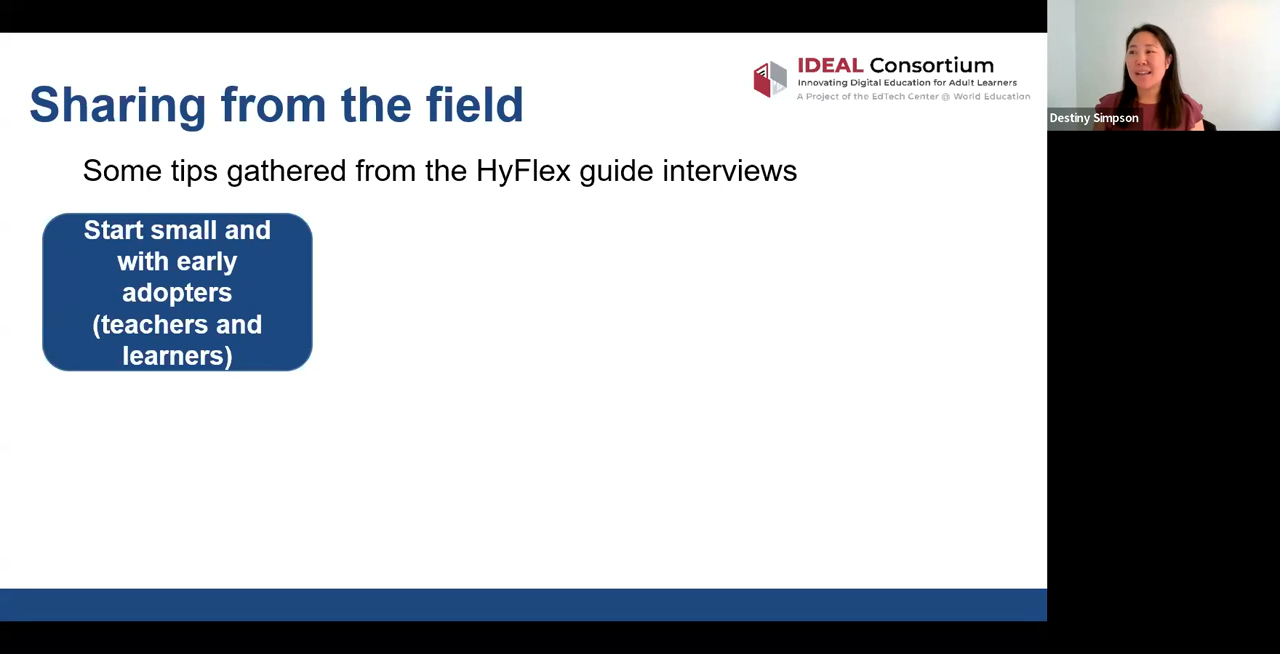 IDEAL Consortium
Innovating Digital Education for Adult Learners
A Project of the EdTech Center @ World Education
Sharing from the field
Destiny Simpson
Some tips gathered from the HyFlex guide interviews
Start small and
with early
adopters
(teachers and
learners)